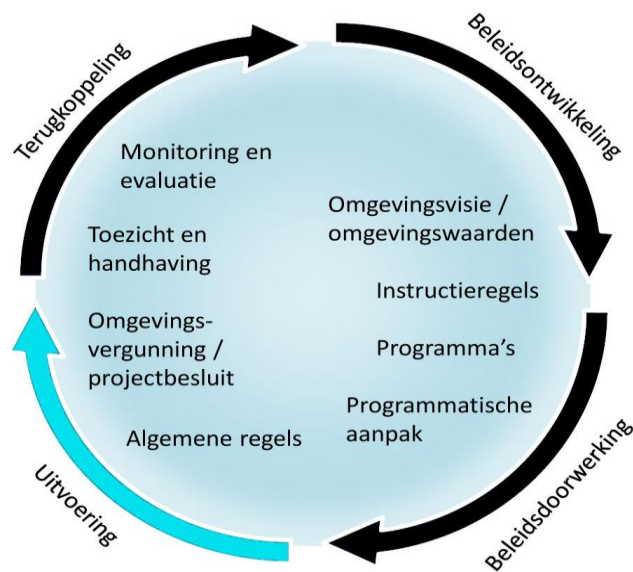 Terugkoppeling
Beleidsontwikkeling
Monitoring en
evaluatie
Omgevingsvisie /
omgevingswaarden
Toezicht en
handhaving
Instructieregels
Omgevings-
vergunning /
projectbesluit
Programma's
Programmatische
aanpak
Algemene regels
Uitvoering
Beleidsdoorwerking